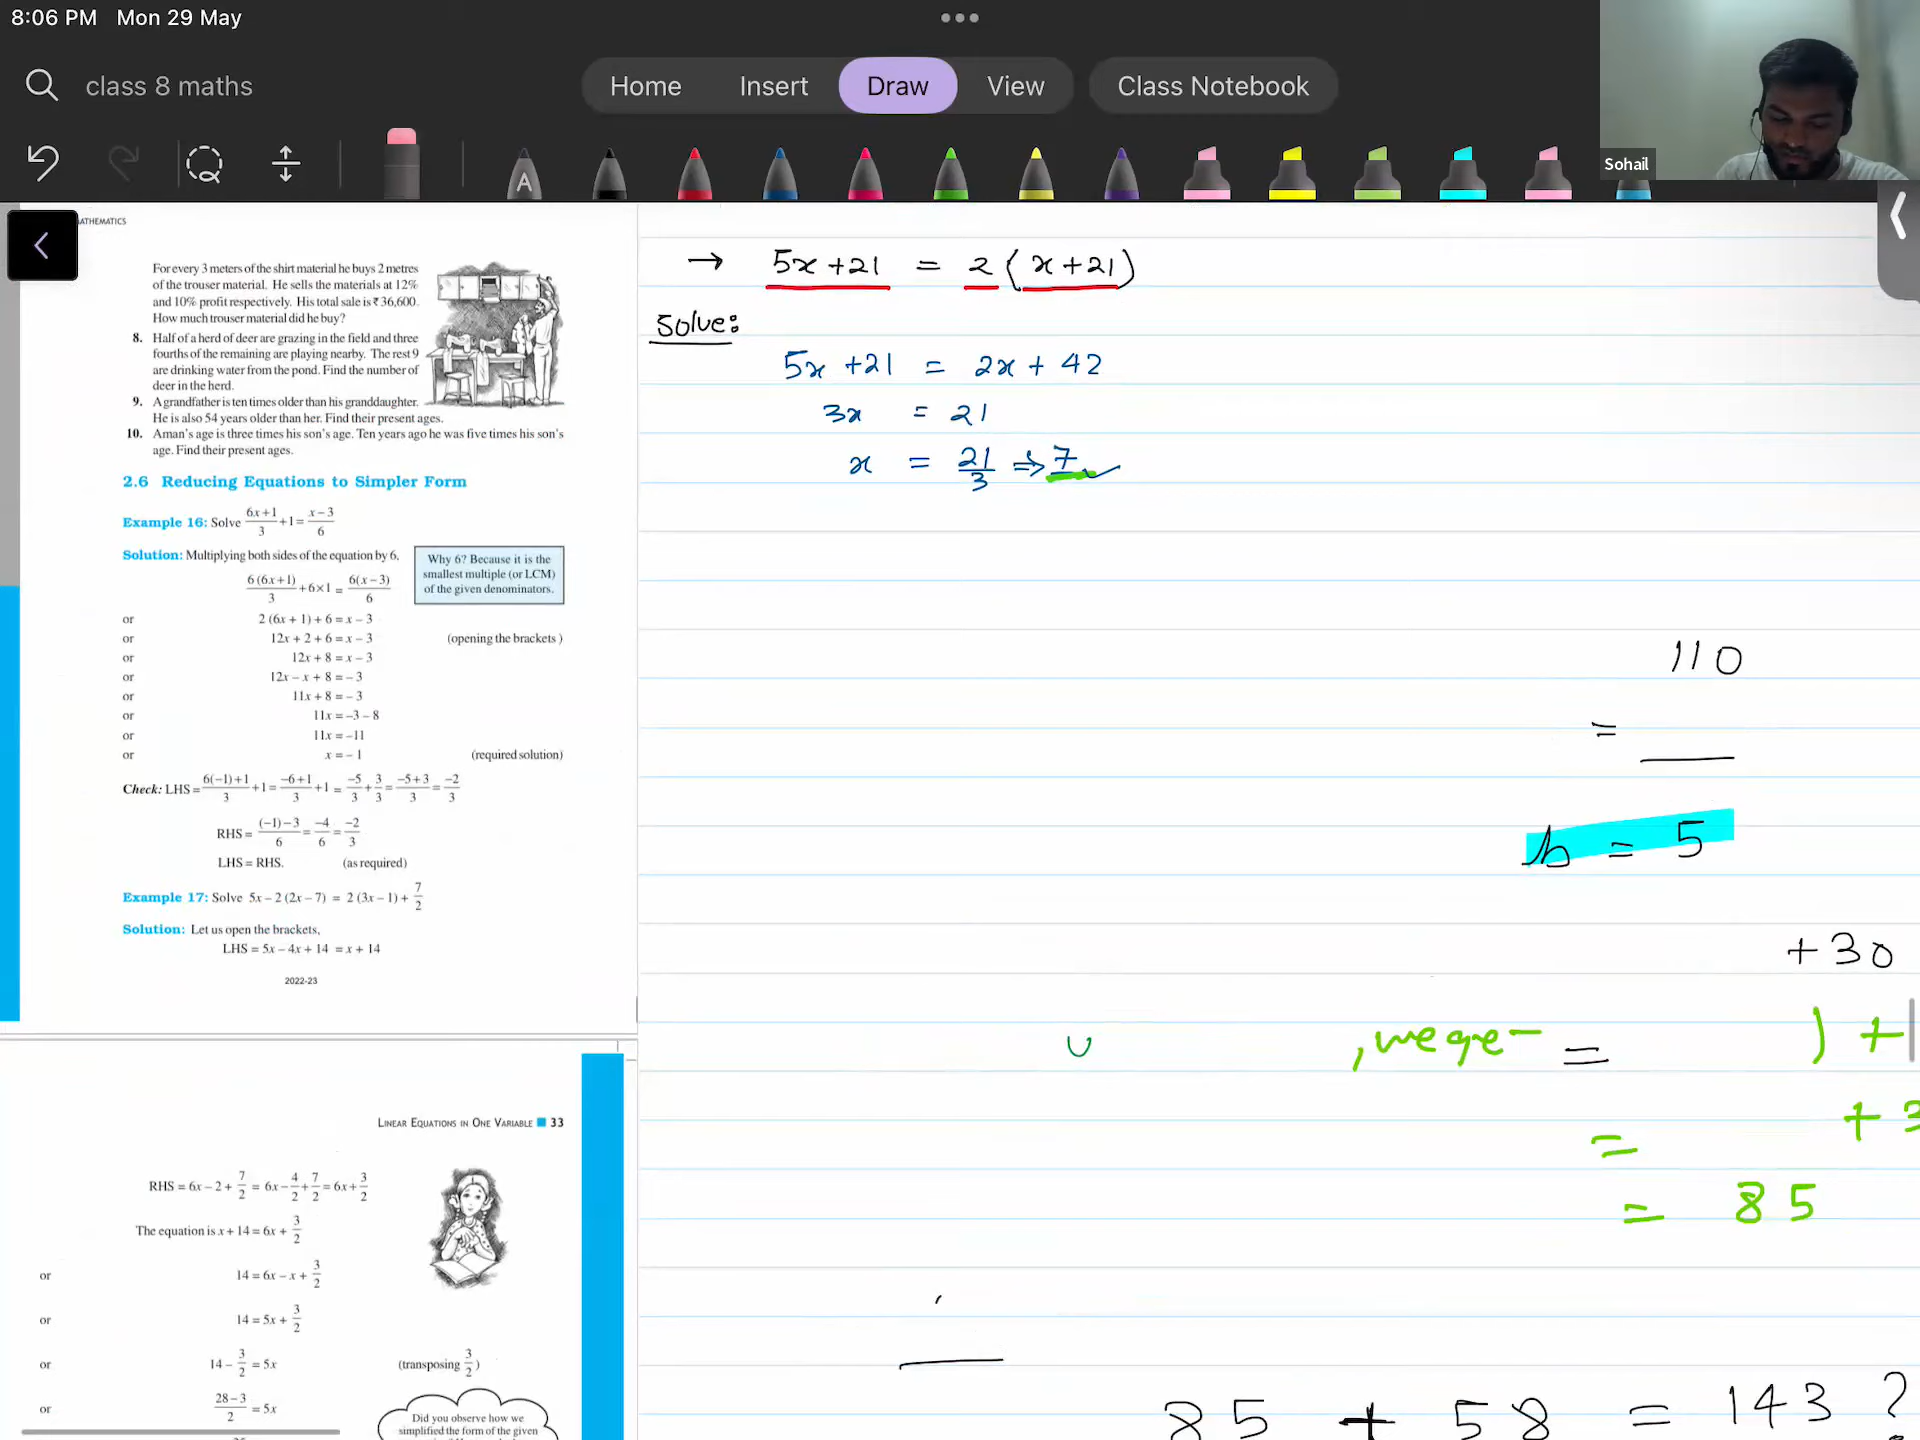 8:06 PM Mon 29 May
class 8 maths
Home Insert Draw View Class Notebook
A
Sohail
ATHEMATICS
For every 3 meters of the shirt material he buys 2 metres
of the trouser material. He sells the materials at 12%
and 10% profit respectively. His total sale is ₹ 36,600.
How much trouser material did he buy?
8. Half of a herd of deer are grazing in the field and three
fourths of the remaining are playing nearby. The rest 9
are drinking water from the pond. Find the number of
deer in the herd.
9. A grandfather is ten times older than his granddaughter.
He is also 54 years older than her. Find their present ages.
10. Aman's age is three times his son's age. Ten years ago he was five times his son's
age. Find their present ages.
2.6 Reducing Equations to Simpler Form
Example 16: Solve (6x + 1)/3 + 1 = (x – 3)/6
Solution: Multiplying both sides of the equation by 6,
Why 6? Because it is the
smallest multiple (or LCM)
of the given denominators.
6 (6x + 1)/3 + 6 × 1 = 6(x – 3)/6
or 2 (6x + 1) + 6 = x – 3
or 12x + 2 + 6 = x – 3 (opening the brackets )
or 12x + 8 = x – 3
or 12x – x + 8 = – 3
or 11x + 8 = – 3
or 11x = –3 – 8
or 11x = –11
or x = – 1 (required solution)
Check: LHS = (6(–1) + 1)/3 + 1 = (–6 + 1)/3 + 1 = –5/3 + 3/3 = (–5 + 3)/3 = –2/3
RHS = ((–1) – 3)/6 = –4/6 = –2/3
LHS = RHS. (as required)
Example 17: Solve 5x – 2 (2x – 7) = 2 (3x – 1) + 7/2
Solution: Let us open the brackets,
LHS = 5x – 4x + 14 = x + 14
2022-23
LINEAR EQUATIONS IN ONE VARIABLE 33
RHS = 6x – 2 + 7/2 = 6x – 4/2 + 7/2 = 6x + 3/2
The equation is x + 14 = 6x + 3/2
or 14 = 6x – x + 3/2
or 14 = 5x + 3/2
or 14 – 3/2 = 5x (transposing 3/2)
or (28 – 3)/2 = 5x
Did you observe how we
simplified the form of the given
→ 5x + 21 = 2 (x + 21)
Solve:
5x + 21 = 2x + 42
3x = 21
x = 21/3 ⇒ 7
110
=
b = 5
+30
=
) +
=
+ 3
= 85
85 + 58 = 143 ?